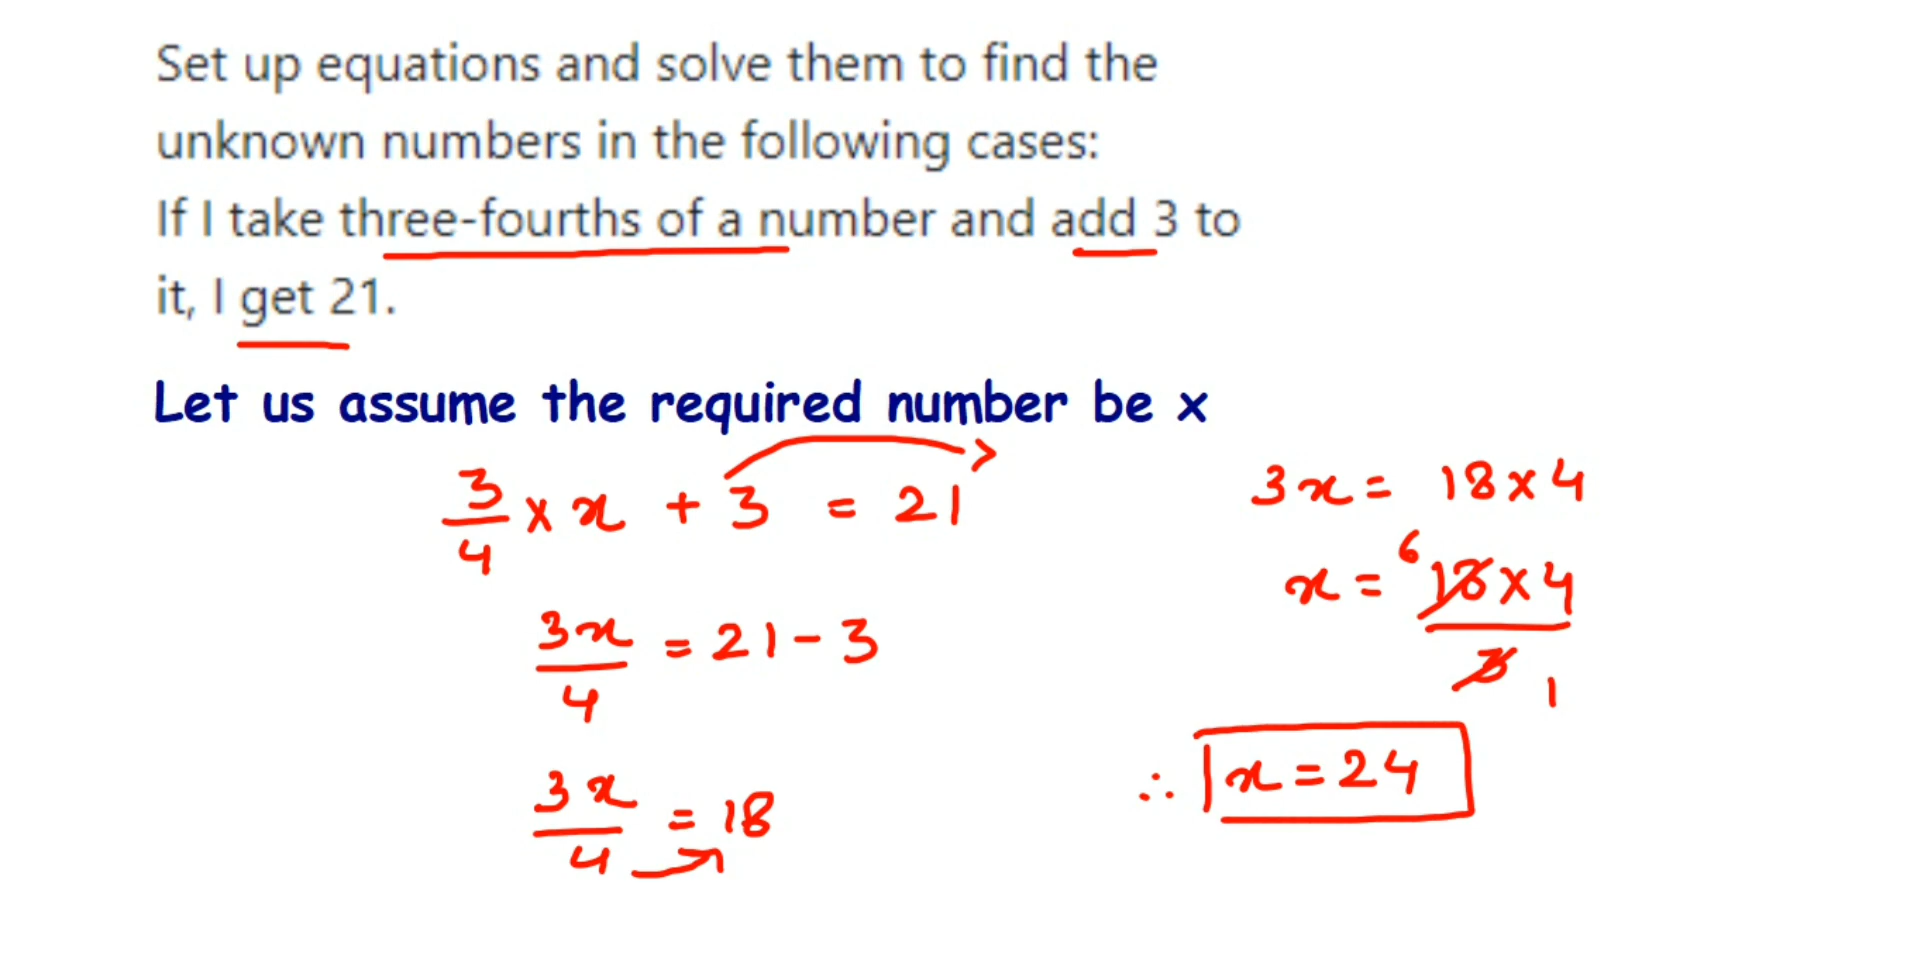 Set up equations and solve them to find the
unknown numbers in the following cases:
If I take three-fourths of a number and add 3 to
it, I get 21.
Let us assume the required number be x
3/4 × x + 3 = 21
3x/4 = 21 - 3
3x/4 = 18
3x = 18 × 4
x = 6 18 × 4 / 3 1
∴ x = 24